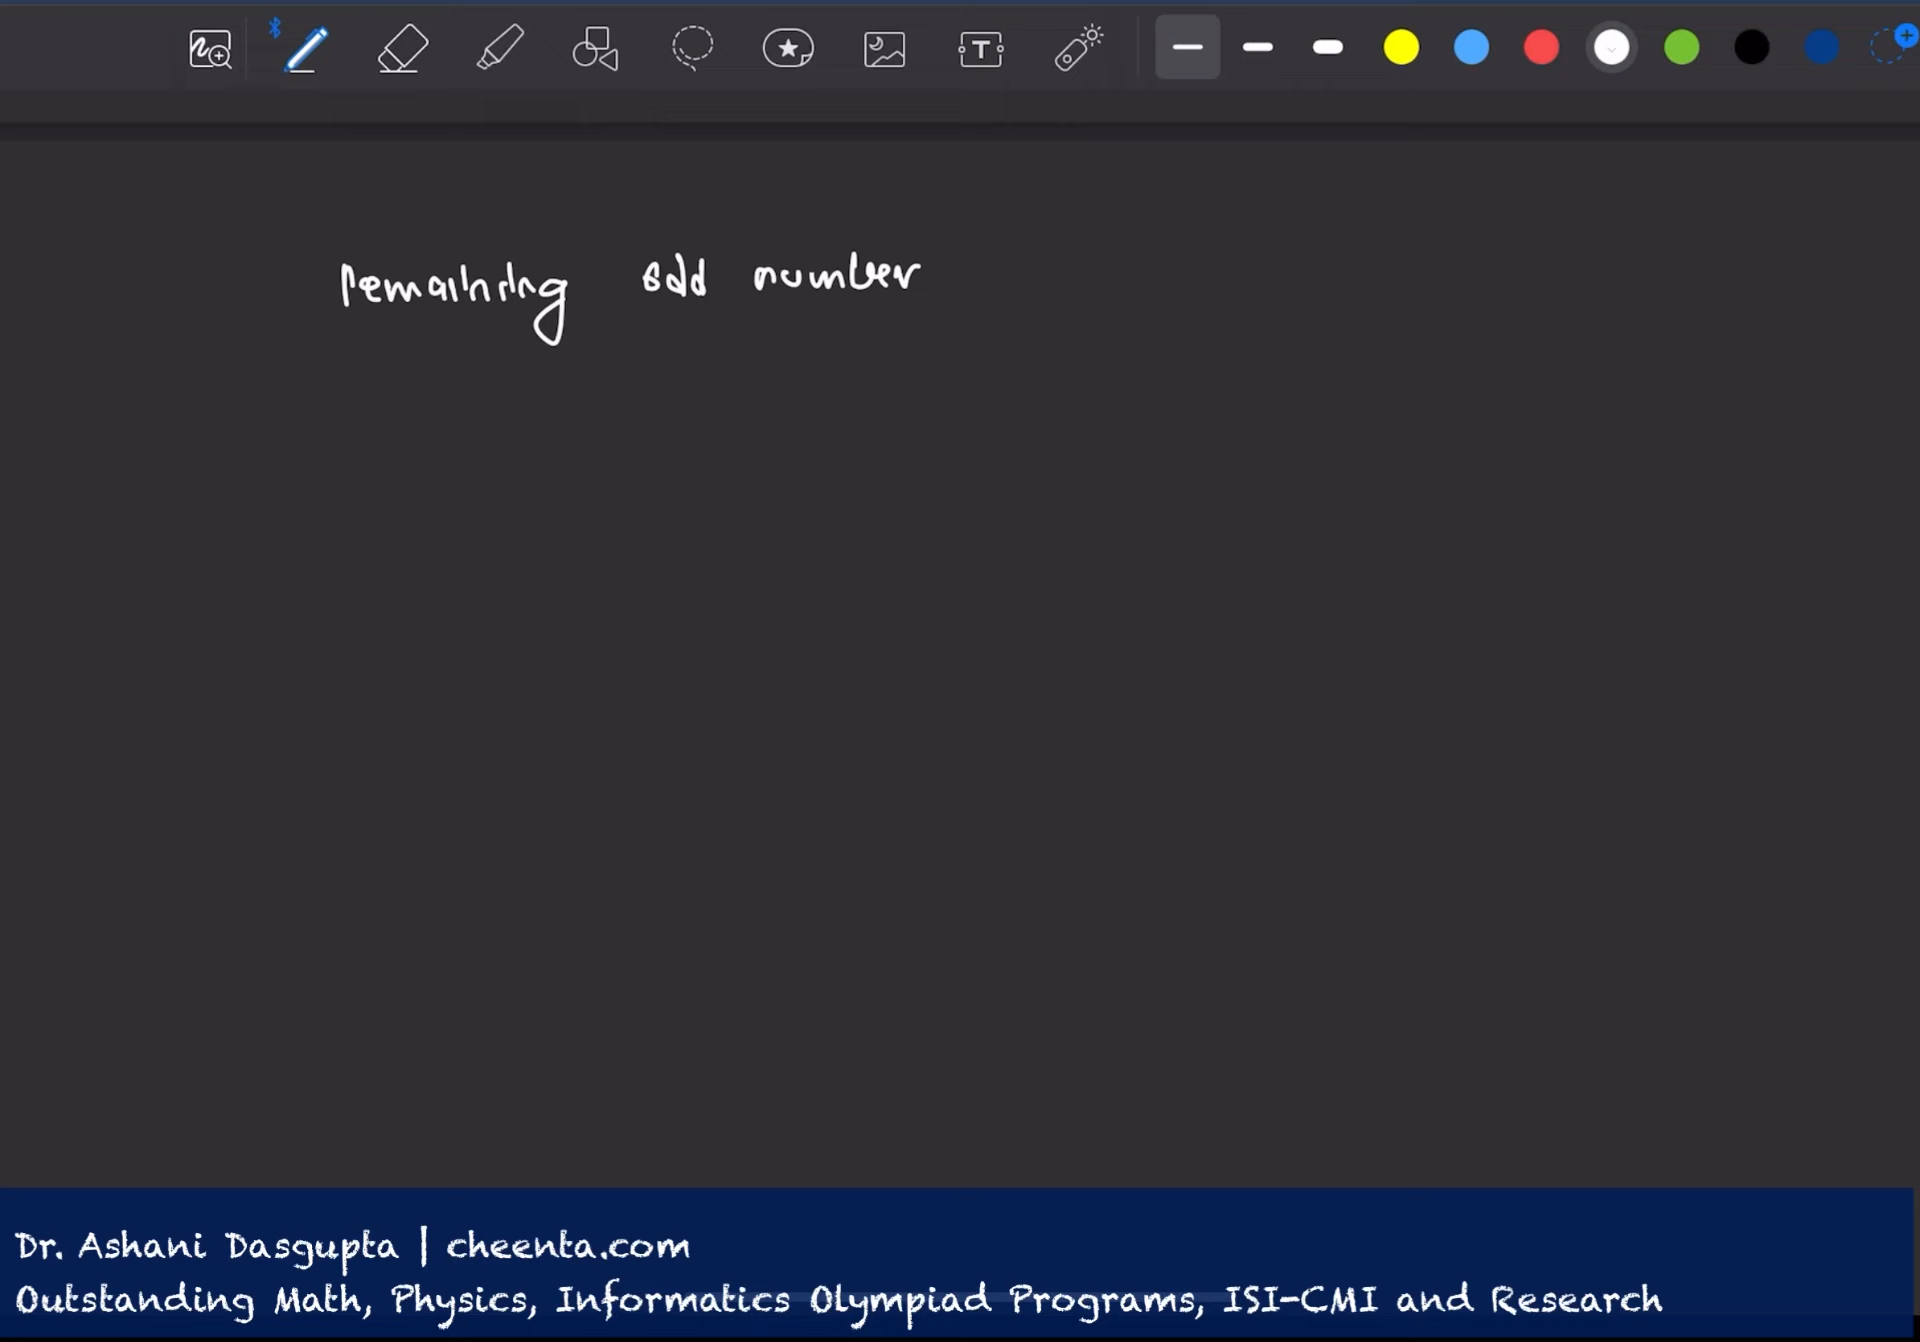 remaining odd number
Dr. Ashani Dasgupta | cheenta.com
Outstanding Math, Physics, Informatics Olympiad Programs, ISI-CMI and Research